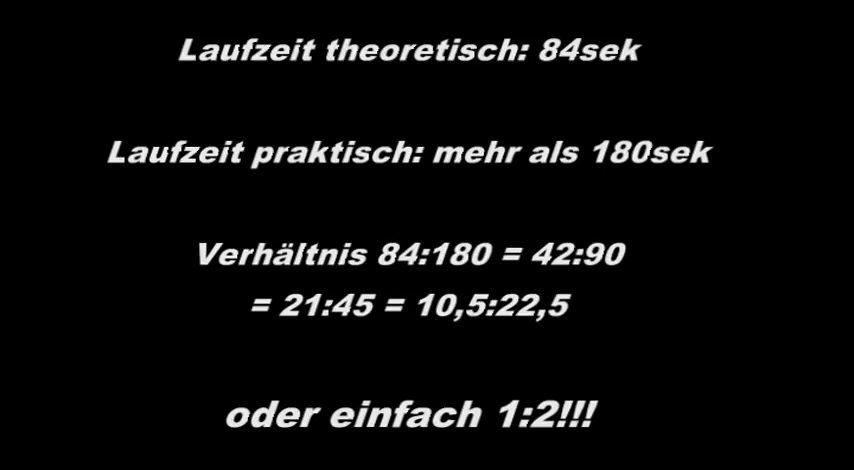 Laufzeit theoretisch: 84sek
Laufzeit praktisch: mehr als 180sek
Verhältnis 84:180 = 42:90
= 21:45 = 10,5:22,5
oder einfach 1:2!!!